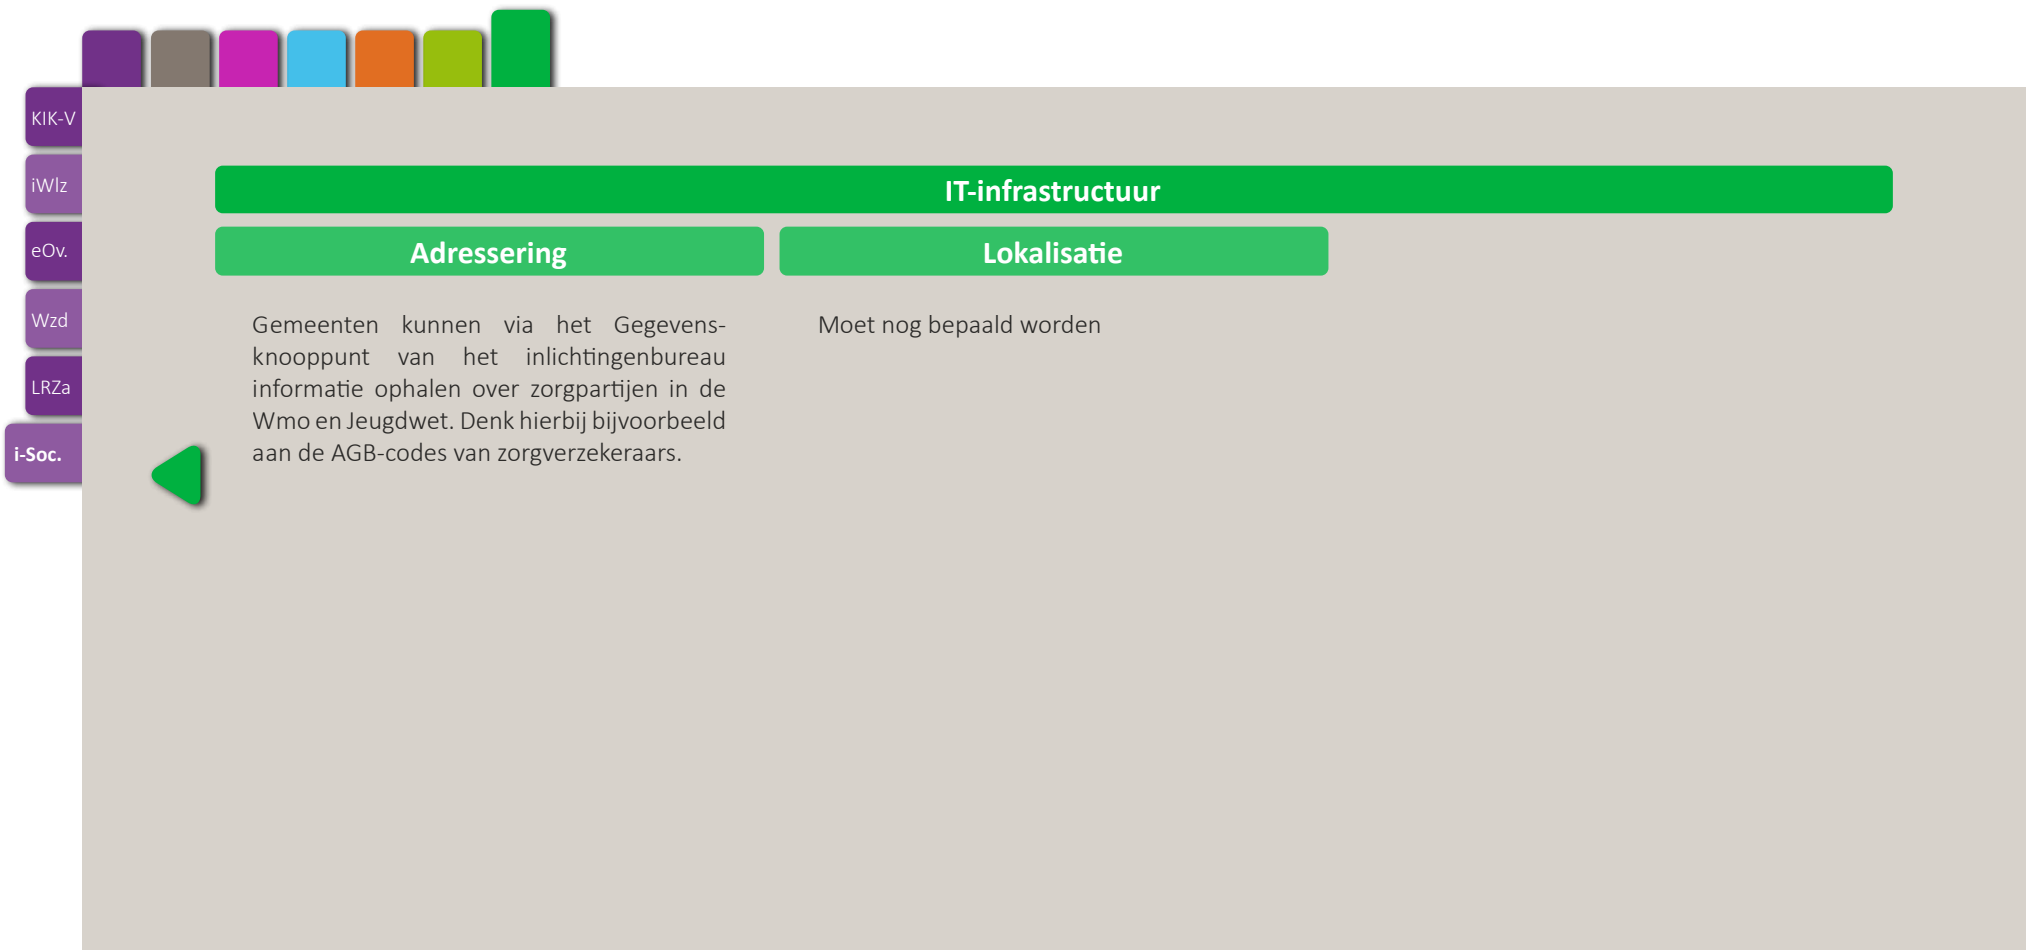 KIK-V
iWlz
eOv.
Wzd
LRZa
i-Soc.
IT-infrastructuur
Adressering
Gemeenten kunnen via het Gegevens-
knooppunt van het inlichtingenbureau
informatie ophalen over zorgpartijen in de
Wmo en Jeugdwet. Denk hierbij bijvoorbeeld
aan de AGB-codes van zorgverzekeraars.
Lokalisatie
Moet nog bepaald worden